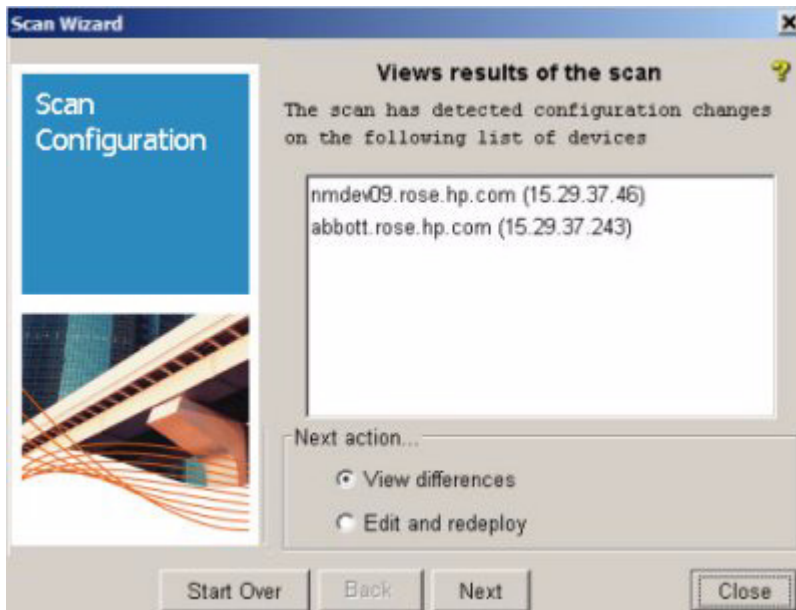 Scan Wizard
Scan
Configuration
Views results of the scan
The scan has detected configuration changes
on the following list of devices
nmdev09.rose.hp.com (15.29.37.46)
abbott.rose.hp.com (15.29.37.243)
Next action...
View differences
Edit and redeploy
Start Over
Back
Next
Close